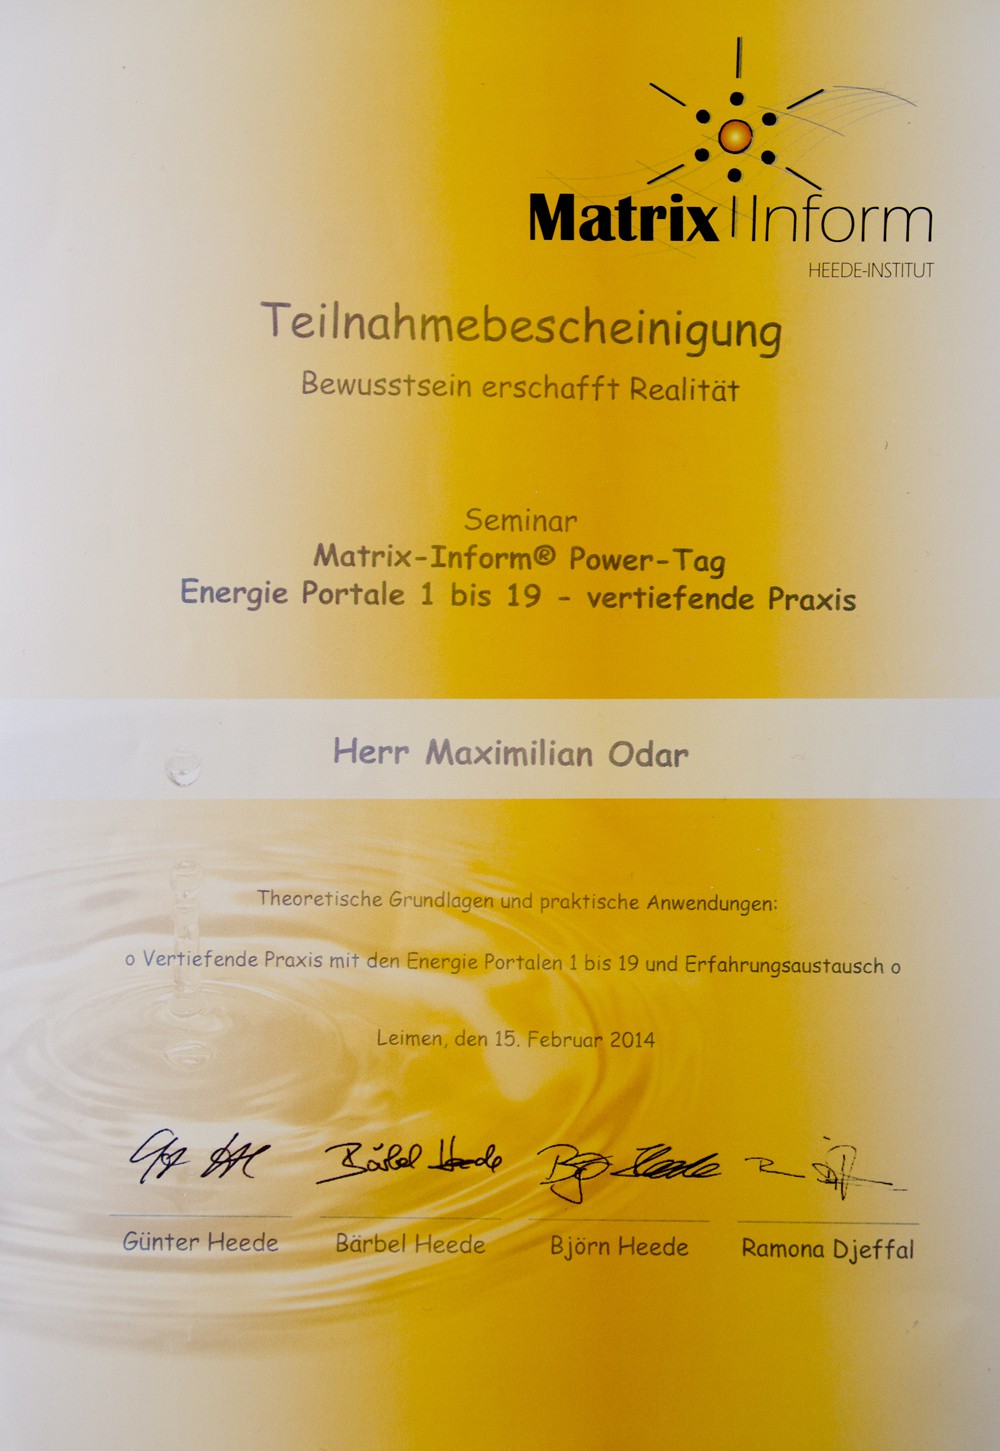 Matrix Inform
HEEDE-INSTITUT
Teilnahmebescheinigung
Bewusstsein erschafft Realität
Seminar
Matrix-Inform® Power-Tag
Energie Portale 1 bis 19 - vertiefende Praxis
Herr Maximilian Odar
Theoretische Grundlagen und praktische Anwendungen:
o Vertiefende Praxis mit den Energie Portalen 1 bis 19 und Erfahrungsaustausch o
Leimen, den 15. Februar 2014
Bärbel Heede
Günter Heede Bärbel Heede Björn Heede Ramona Djeffal